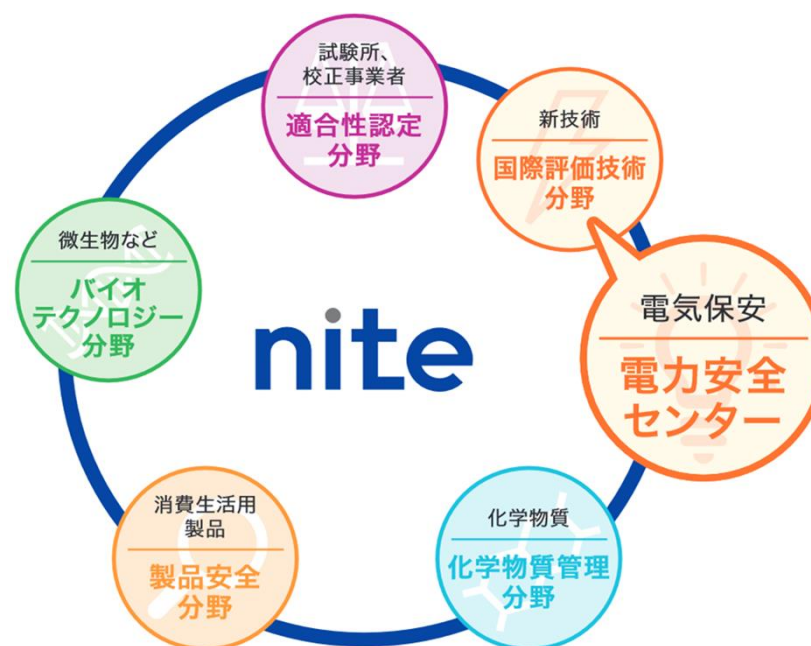 試験所、
校正事業者
適合性認定
分野
新技術
国際評価技術
分野
電気保安
電力安全
センター
微生物など
バイオ
テクノロジー
分野
nite
消費生活用
製品
製品安全
分野
化学物質
化学物質管理
分野